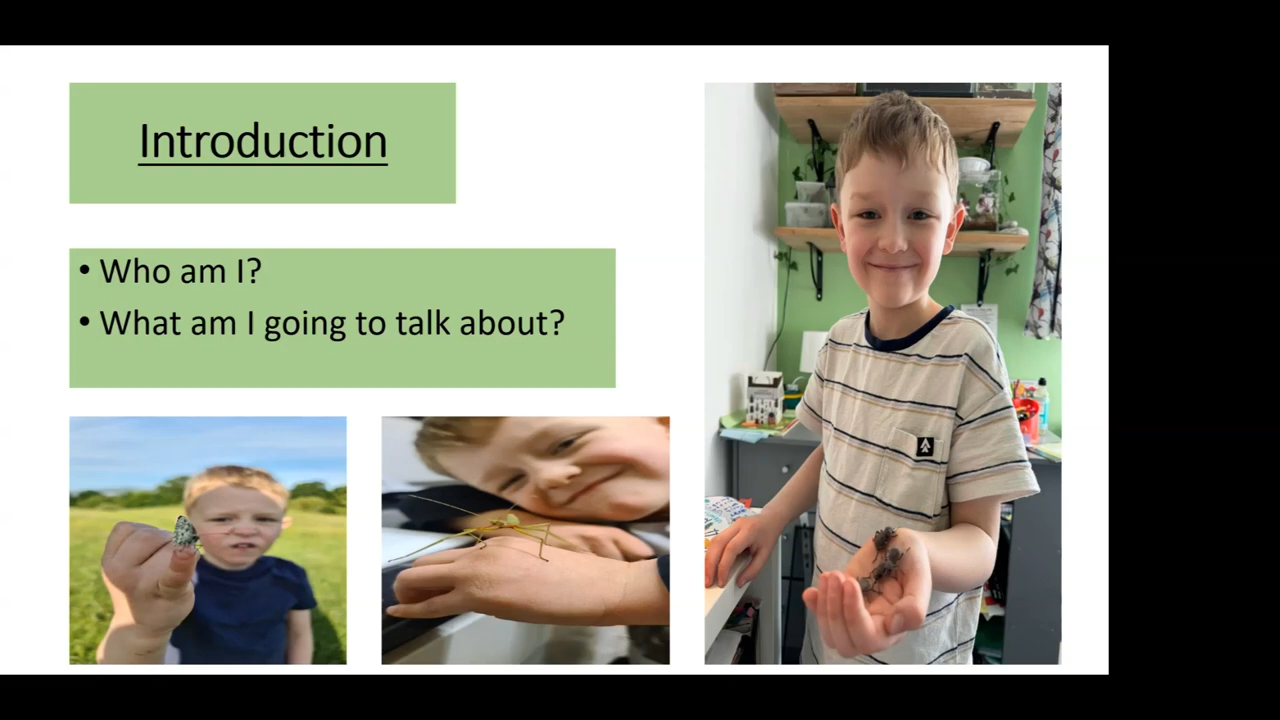 Introduction
• Who am I?
• What am I going to talk about?